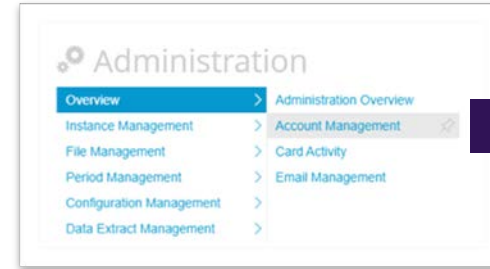 Administration
Overview
Instance Management
File Management
Period Management
Configuration Management
Data Extract Management
Administration Overview
Account Management
Card Activity
Email Management